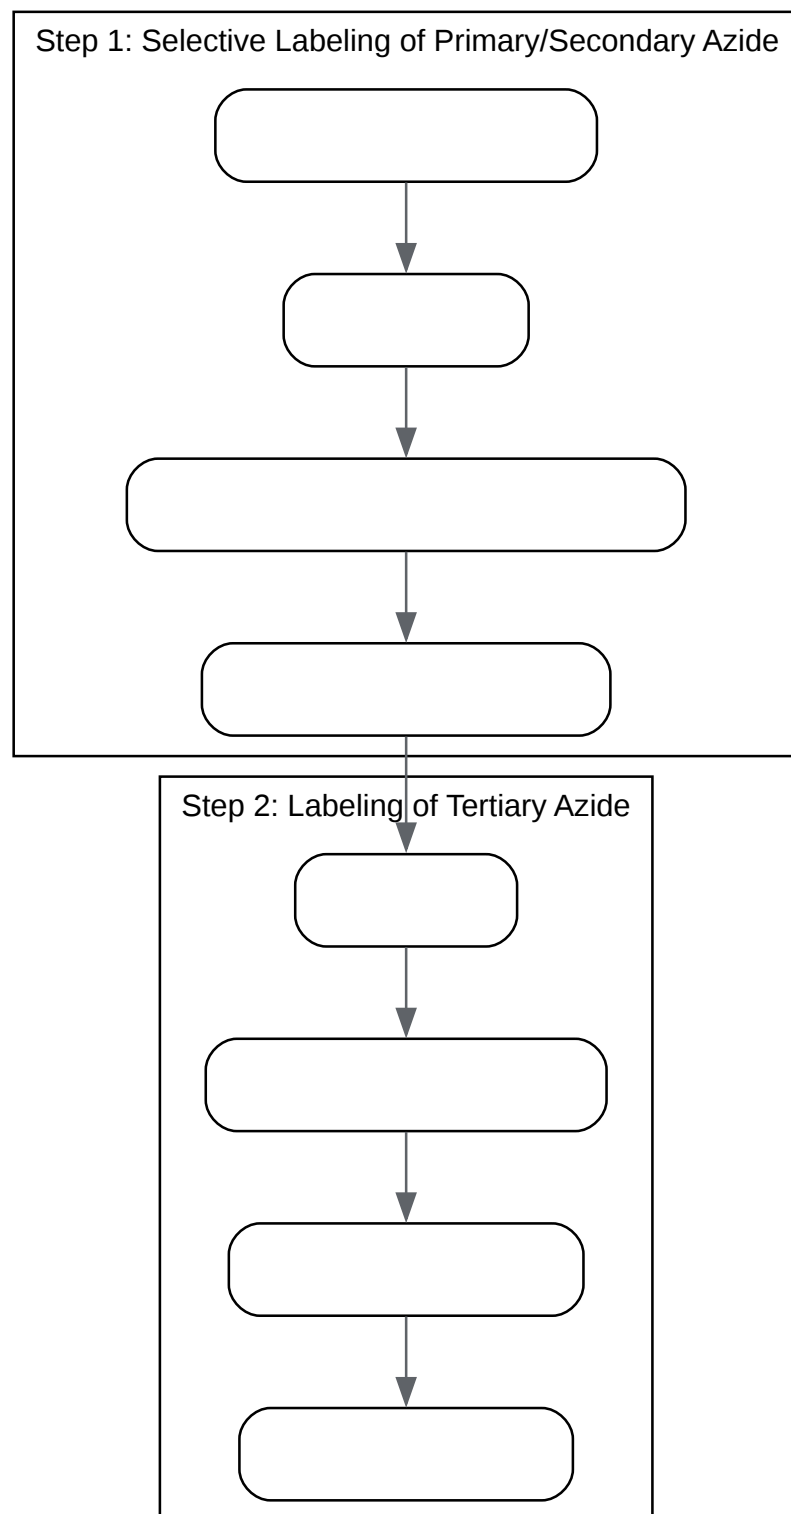 Step 1: Selective Labeling of Primary/Secondary Azide
Step 2: Labeling of Tertiary Azide